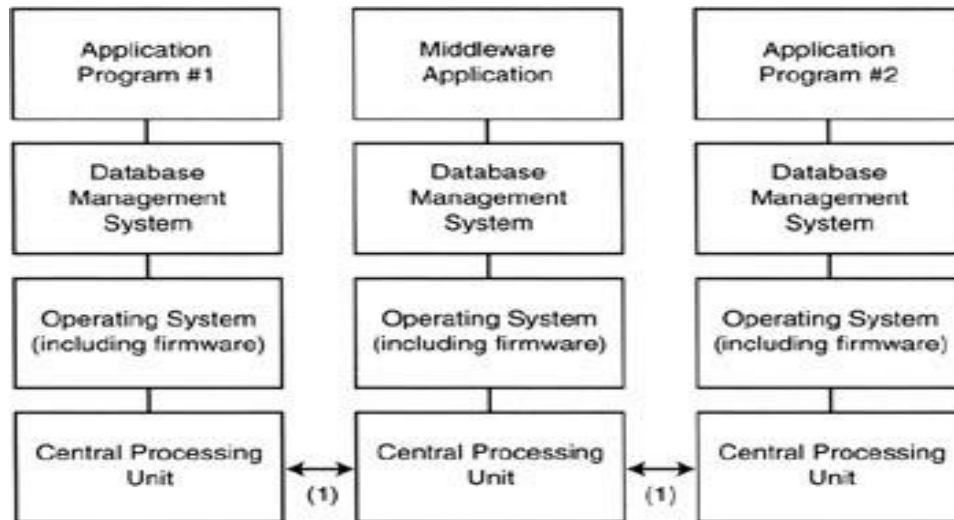 Application
Program #1
Middleware
Application
Application
Program #2
Database
Management
System
Database
Management
System
Database
Management
System
Operating System
(including firmware)
Operating System
(including firmware)
Operating System
(including firmware)
Central Processing
Unit
Central Processing
Unit
Central Processing
Unit
(1)
(1)